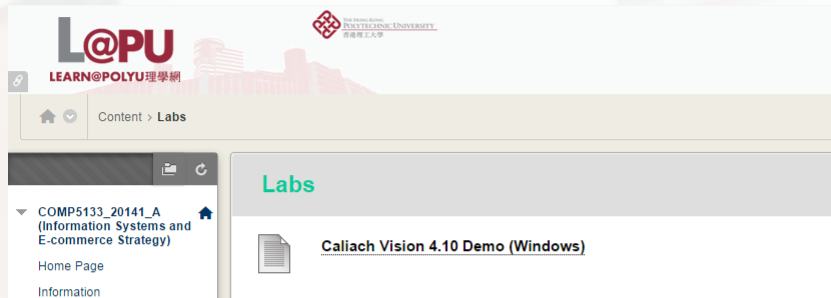 L@PU
LEARN@POLYU理學網
THE HONG KONG
POLYTECHNIC UNIVERSITY
香港理工大學
Content > Labs
COMP5133_20141_A
(Information Systems and
E-commerce Strategy)
Home Page
Information
Labs
Caliach Vision 4.10 Demo (Windows)